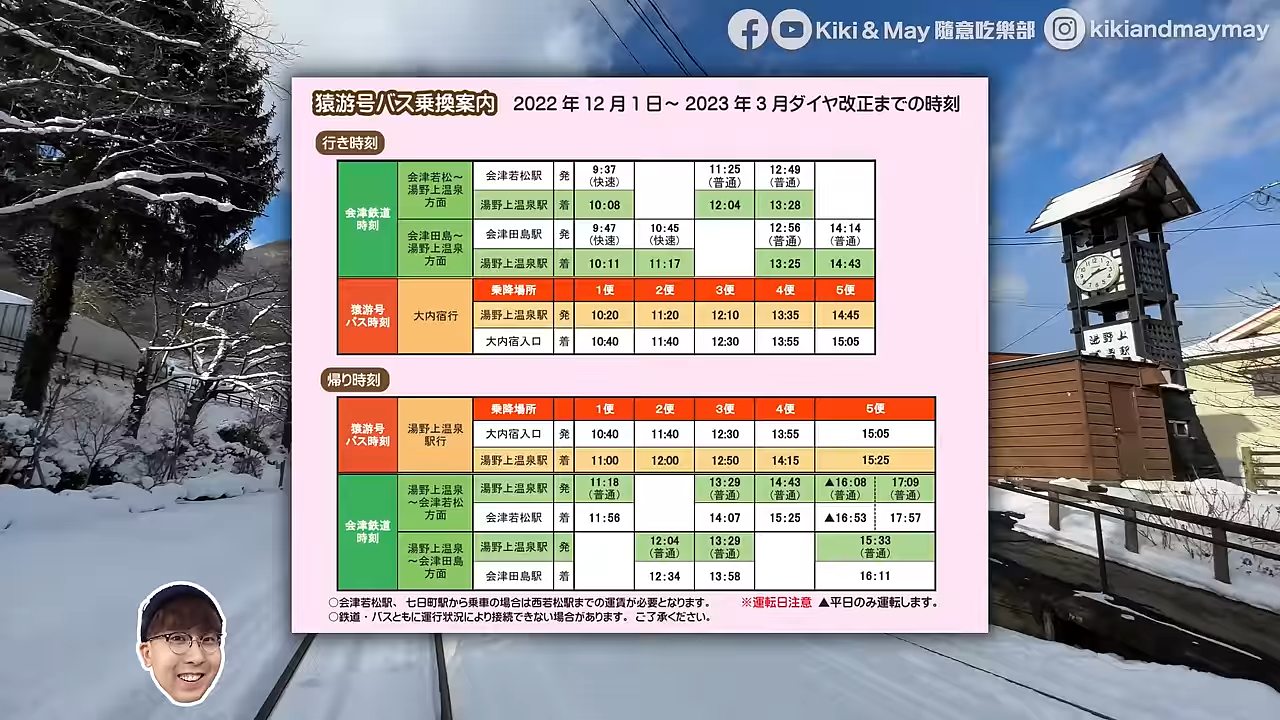 Kiki & May 隨意吃樂部 kikiandmaymay
猿游号バス乗換案内 2022年12月1日～2023年3月ダイヤ改正までの時刻
行き時刻
会津鉄道時刻 会津若松～湯野上温泉方面 会津若松駅 発 9:37(快速) 11:25(普通) 12:49(普通)
湯野上温泉駅 着 10:08 12:04 13:28
会津田島～湯野上温泉方面 会津田島駅 発 9:47(快速) 10:45(快速) 12:56(普通) 14:14(普通)
湯野上温泉駅 着 10:11 11:17 13:25 14:43
猿游号バス時刻 大内宿行 乗降場所 1便 2便 3便 4便 5便
湯野上温泉駅 発 10:20 11:20 12:10 13:35 14:45
大内宿入口 着 10:40 11:40 12:30 13:55 15:05
帰り時刻
猿游号バス時刻 湯野上温泉駅行 乗降場所 1便 2便 3便 4便 5便
大内宿入口 発 10:40 11:40 12:30 13:55 15:05
湯野上温泉駅 着 11:00 12:00 12:50 14:15 15:25
会津鉄道時刻 湯野上温泉～会津若松方面 湯野上温泉駅 発 11:18(普通) 13:29(普通) 14:43(普通) ▲16:08(普通) 17:09(普通)
会津若松駅 着 11:56 14:07 15:25 ▲16:53 17:57
湯野上温泉～会津田島方面 湯野上温泉駅 発 12:04(普通) 13:29(普通) 15:33(普通)
会津田島駅 着 12:34 13:58 16:11
○会津若松駅、七日町駅から乗車の場合は西若松駅までの運賃が必要となります。 ※運転日注意 ▲平日のみ運転します。
○鉄道・バスともに運行状況により接続できない場合があります。ご了承ください。
湯野上